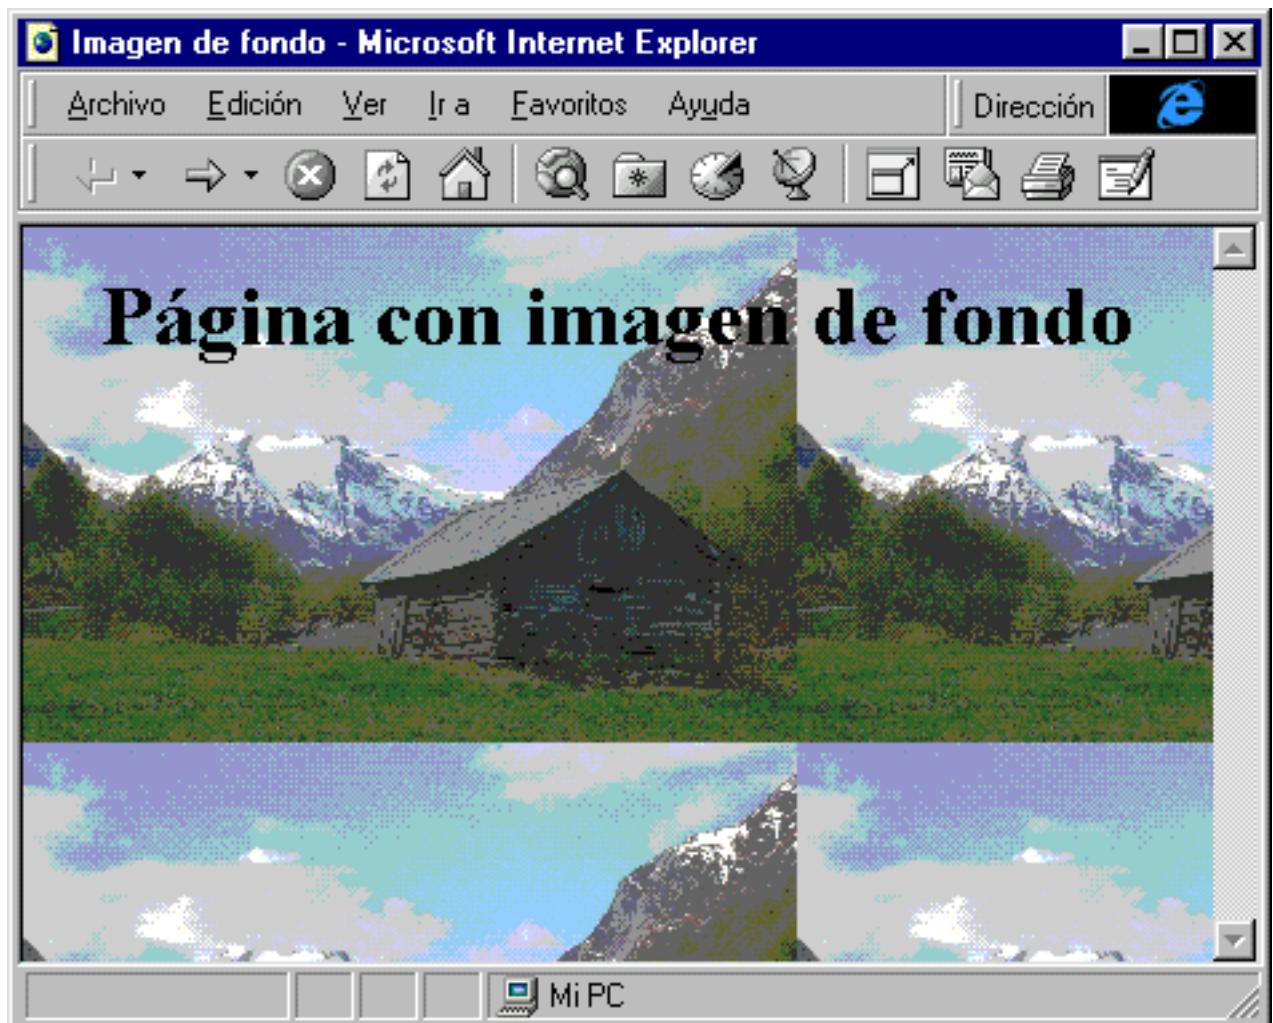 Imagen de fondo - Microsoft Internet Explorer
Archivo Edición Ver Ir a Favoritos Ayuda Dirección
Página con imagen de fondo
Mi PC